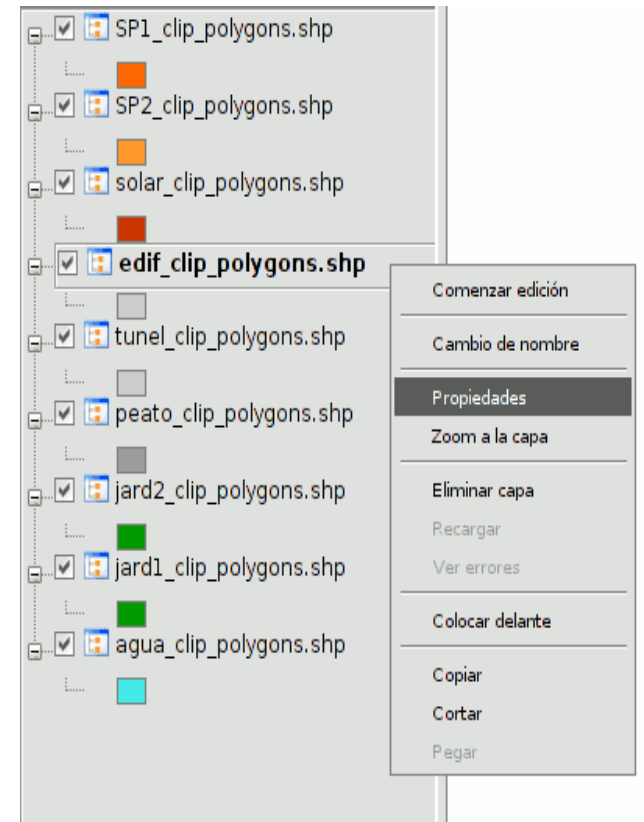 SP1_clip_polygons.shp
SP2_clip_polygons.shp
solar_clip_polygons.shp
edif_clip_polygons.shp
tunel_clip_polygons.shp
peato_clip_polygons.shp
jard2_clip_polygons.shp
jard1_clip_polygons.shp
agua_clip_polygons.shp
Comenzar edición
Cambio de nombre
Propiedades
Zoom a la capa
Eliminar capa
Recargar
Ver errores
Colocar delante
Copiar
Cortar
Pegar